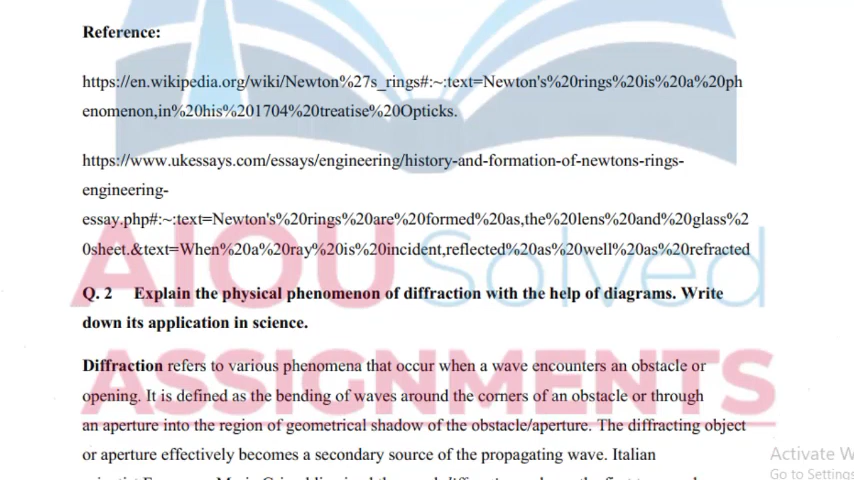 Reference:
https://en.wikipedia.org/wiki/Newton%27s_rings#:~:text=Newton's%20rings%20is%20a%20ph
enomenon,in%20his%201704%20treatise%20Opticks.
https://www.ukessays.com/essays/engineering/history-and-formation-of-newtons-rings-
engineering-
essay.php#:~:text=Newton's%20rings%20are%20formed%20as,the%20lens%20and%20glass%2
0sheet.&text=When%20a%20ray%20is%20incident,reflected%20as%20well%20as%20refracted
AIOU Solved
Q. 2 Explain the physical phenomenon of diffraction with the help of diagrams. Write
down its application in science.
ASSIGNMENTS
Diffraction refers to various phenomena that occur when a wave encounters an obstacle or
opening. It is defined as the bending of waves around the corners of an obstacle or through
an aperture into the region of geometrical shadow of the obstacle/aperture. The diffracting object
or aperture effectively becomes a secondary source of the propagating wave. Italian
Activate W
Go to Settings